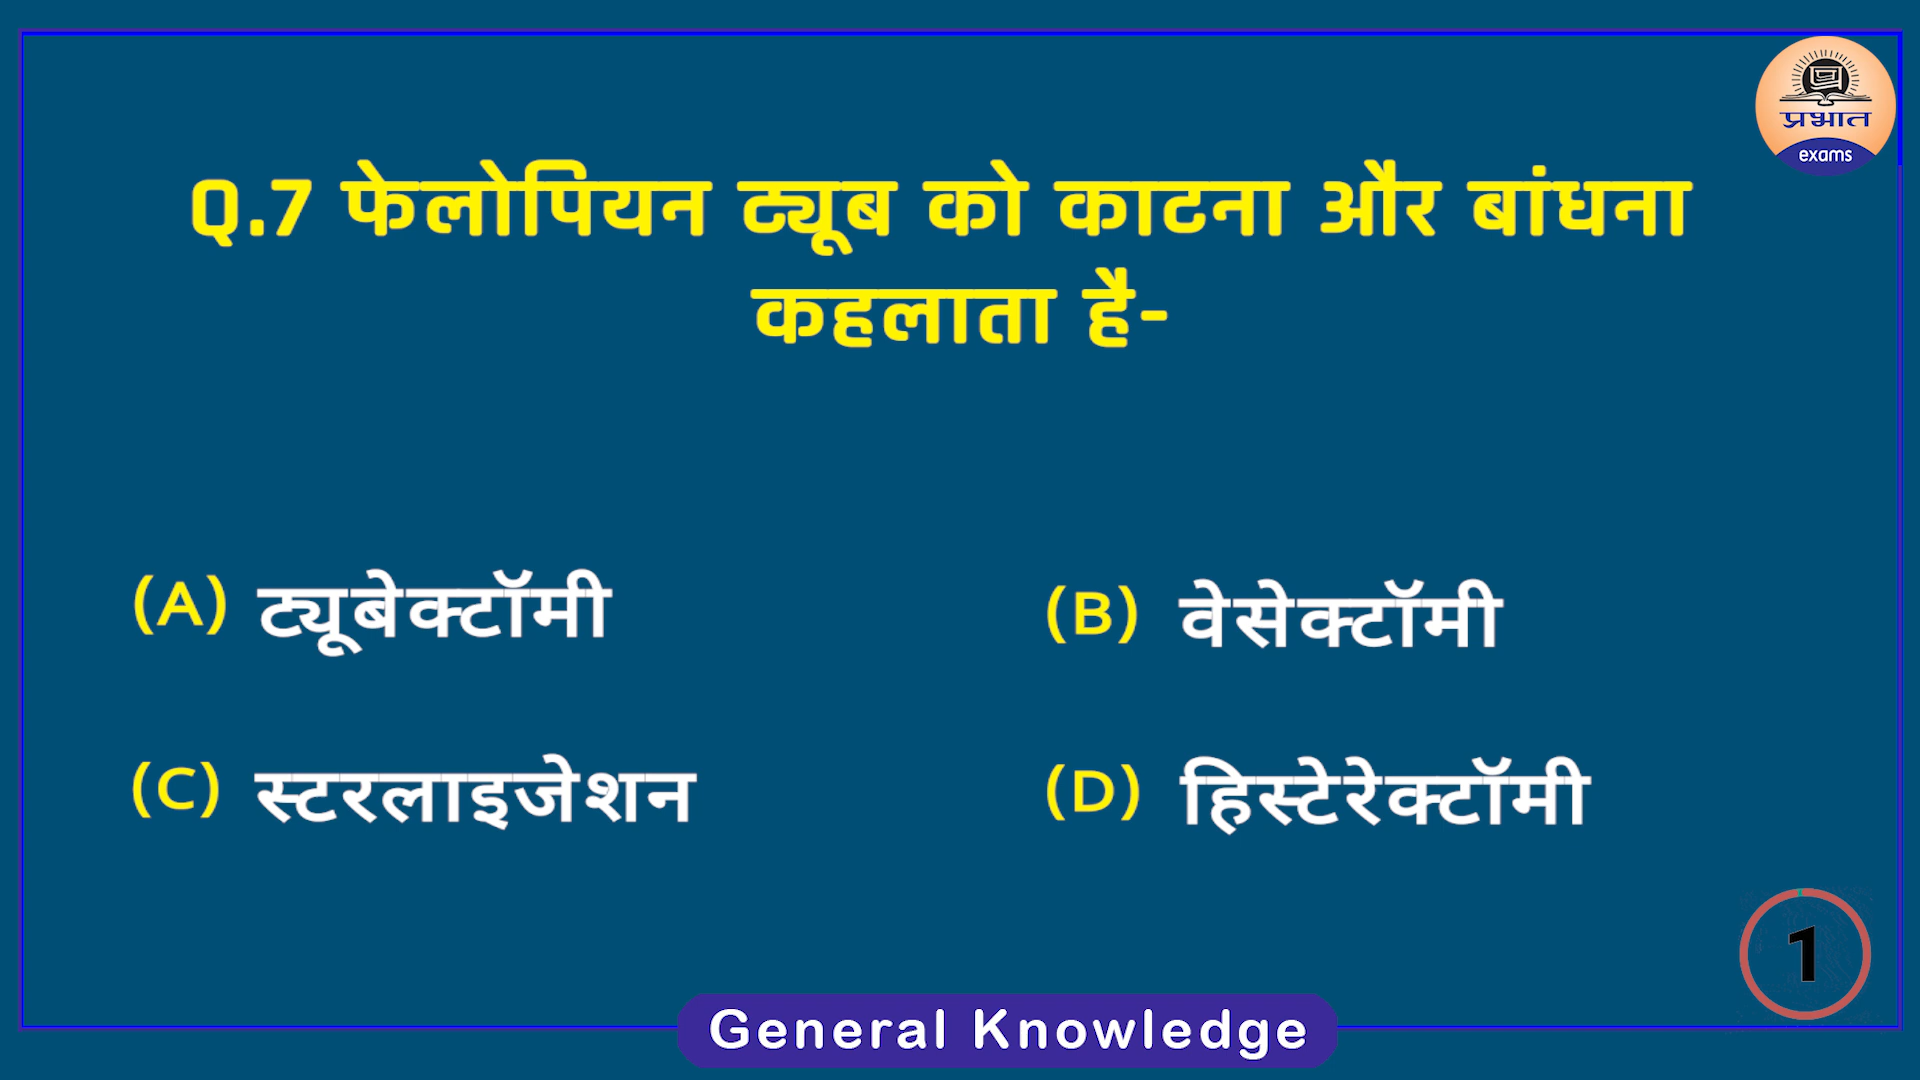 प्रभात
exams
Q.7 फेलोपियन ट्यूब को काटना और बांधना
कहलाता है-
(A) ट्यूबेक्टॉमी
(B) वेसेक्टॉमी
(C) स्टरलाइजेशन
(D) हिस्टेरेक्टॉमी
1
General Knowledge